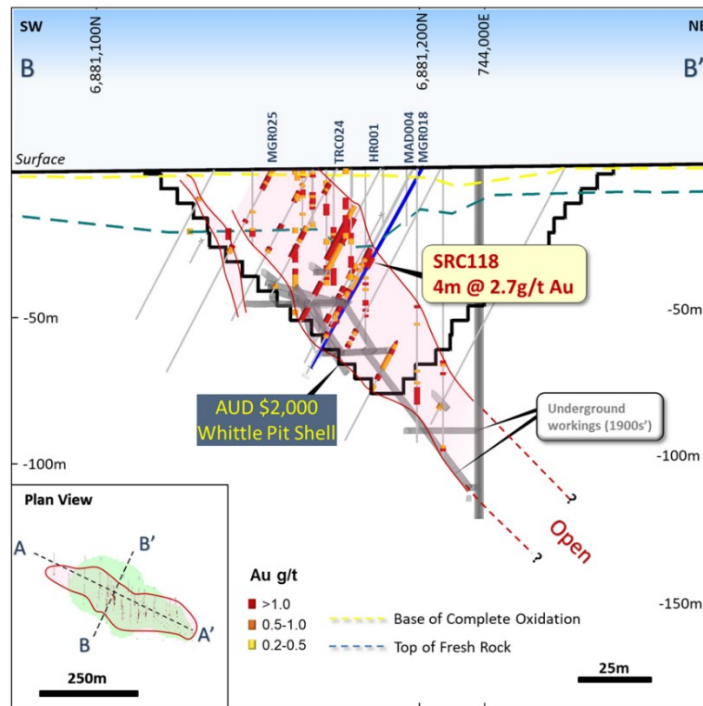 SW
NE
B
B'
6,881,100N
6,881,200N
744,000E
MGR025
TRC024
HR001
MAD004
MGR018
Surface
SRC118
4m @ 2.7g/t Au
-50m
-50m
AUD $2,000
Whittle Pit Shell
Underground
workings (1900s')
-100m
-100m
?
Open
?
Plan View
A
B'
B
A'
250m
Au g/t
>1.0
0.5-1.0
0.2-0.5
Base of Complete Oxidation
Top of Fresh Rock
-150m
25m